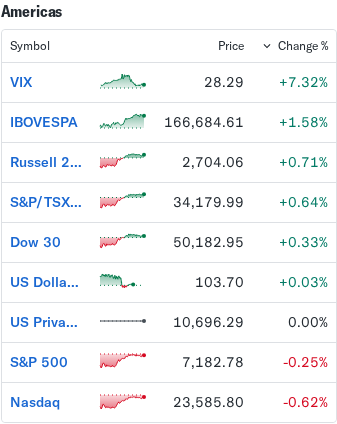 Americas
Symbol Price Change %
VIX 28.29 +7.32%
IBOVESPA 166,684.61 +1.58%
Russell 2... 2,704.06 +0.71%
S&P/TSX... 34,179.99 +0.64%
Dow 30 50,182.95 +0.33%
US Dolla... 103.70 +0.03%
US Priva... 10,696.29 0.00%
S&P 500 7,182.78 -0.25%
Nasdaq 23,585.80 -0.62%